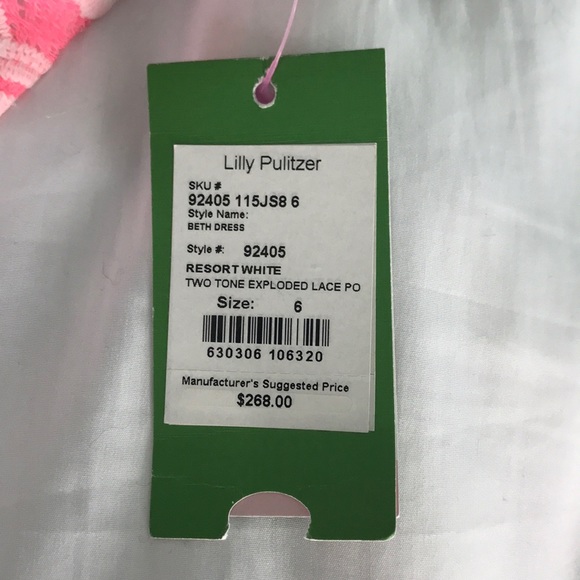 Lilly Pulitzer
SKU #
92405 115JS8 6
Style Name:
BETH DRESS
Style #: 92405
RESORT WHITE
TWO TONE EXPLODED LACE PO
Size: 6
630306 106320
Manufacturer's Suggested Price
$268.00